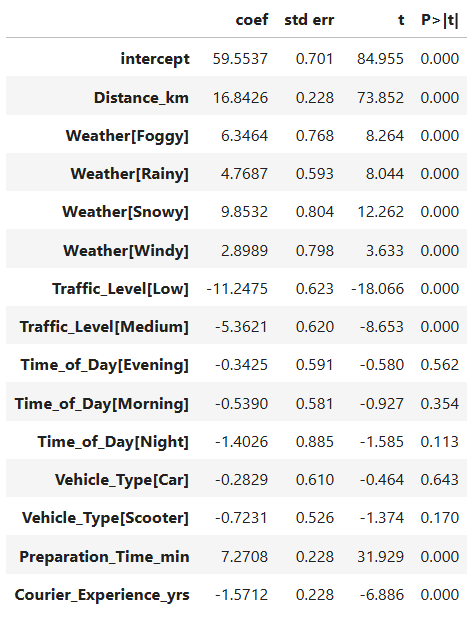 coef std err t P>|t|
intercept 59.5537 0.701 84.955 0.000
Distance_km 16.8426 0.228 73.852 0.000
Weather[Foggy] 6.3464 0.768 8.264 0.000
Weather[Rainy] 4.7687 0.593 8.044 0.000
Weather[Snowy] 9.8532 0.804 12.262 0.000
Weather[Windy] 2.8989 0.798 3.633 0.000
Traffic_Level[Low] -11.2475 0.623 -18.066 0.000
Traffic_Level[Medium] -5.3621 0.620 -8.653 0.000
Time_of_Day[Evening] -0.3425 0.591 -0.580 0.562
Time_of_Day[Morning] -0.5390 0.581 -0.927 0.354
Time_of_Day[Night] -1.4026 0.885 -1.585 0.113
Vehicle_Type[Car] -0.2829 0.610 -0.464 0.643
Vehicle_Type[Scooter] -0.7231 0.526 -1.374 0.170
Preparation_Time_min 7.2708 0.228 31.929 0.000
Courier_Experience_yrs -1.5712 0.228 -6.886 0.000